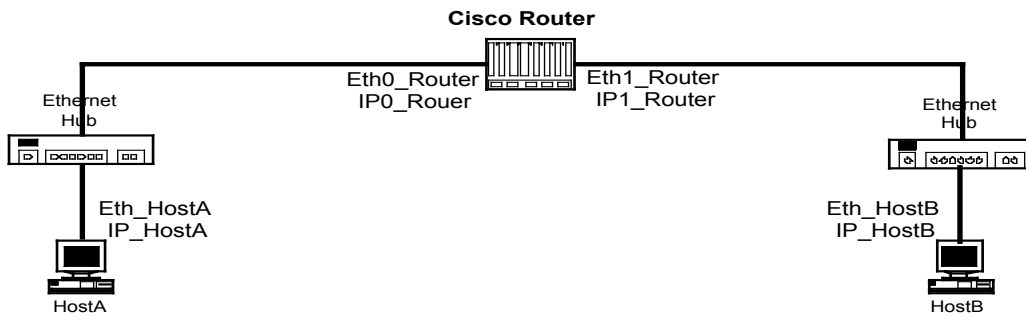 Cisco Router
Eth0_Router
IP0_Rouer
Eth1_Router
IP1_Router
Ethernet
Hub
Ethernet
Hub
Eth_HostA
IP_HostA
Eth_HostB
IP_HostB
HostA
HostB